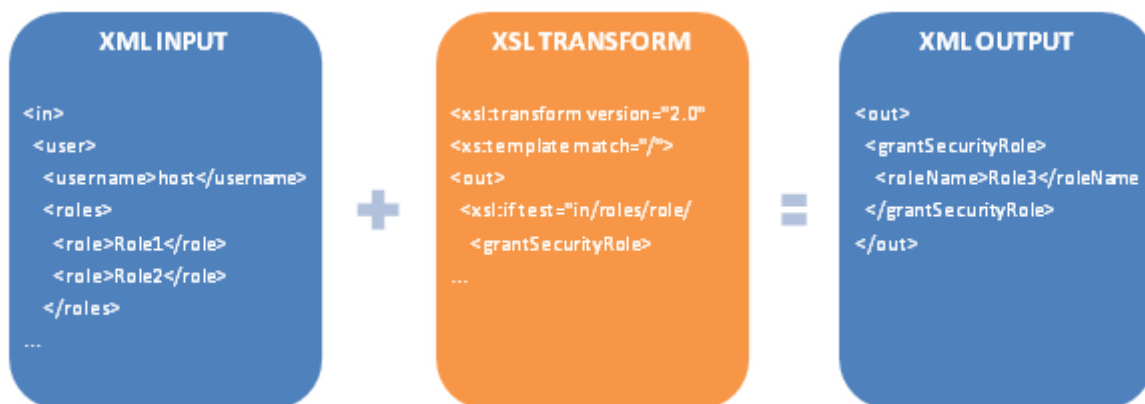 XML INPUT
<in>
<user>
<username>host</username>
<roles>
<role>Role1</role>
<role>Role2</role>
</roles>
...
XSL TRANSFORM
<xsl:transform version="2.0"
<xs:template match="/">
<out>
<xsl:if test="in/roles/role/
<grantSecurityRole>
...
XML OUTPUT
<out>
<grantSecurityRole>
<roleName>Role3</roleName
</grantSecurityRole>
</out>